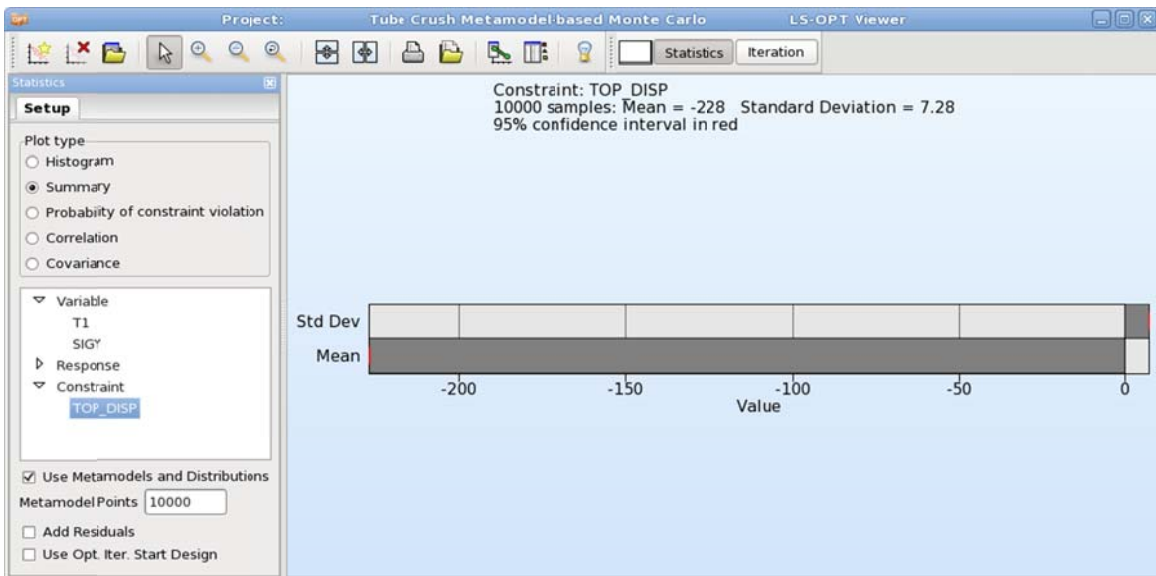 Project: Tube Crush Metamodel-based Monte Carlo LS-OPT Viewer
Statistics Iteration
Statistics
Setup
Plot type
Histogram
Summary
Probability of constraint violation
Correlation
Covariance
Variable
T1
SIGY
Response
Constraint
TOP_DISP
Use Metamodels and Distributions
Metamodel Points 10000
Add Residuals
Use Opt. Iter. Start Design
Constraint: TOP_DISP
10000 samples: Mean = -228 Standard Deviation = 7.28
95% confidence interval in red
Std Dev
Mean
-200 -150 -100 -50 0
Value